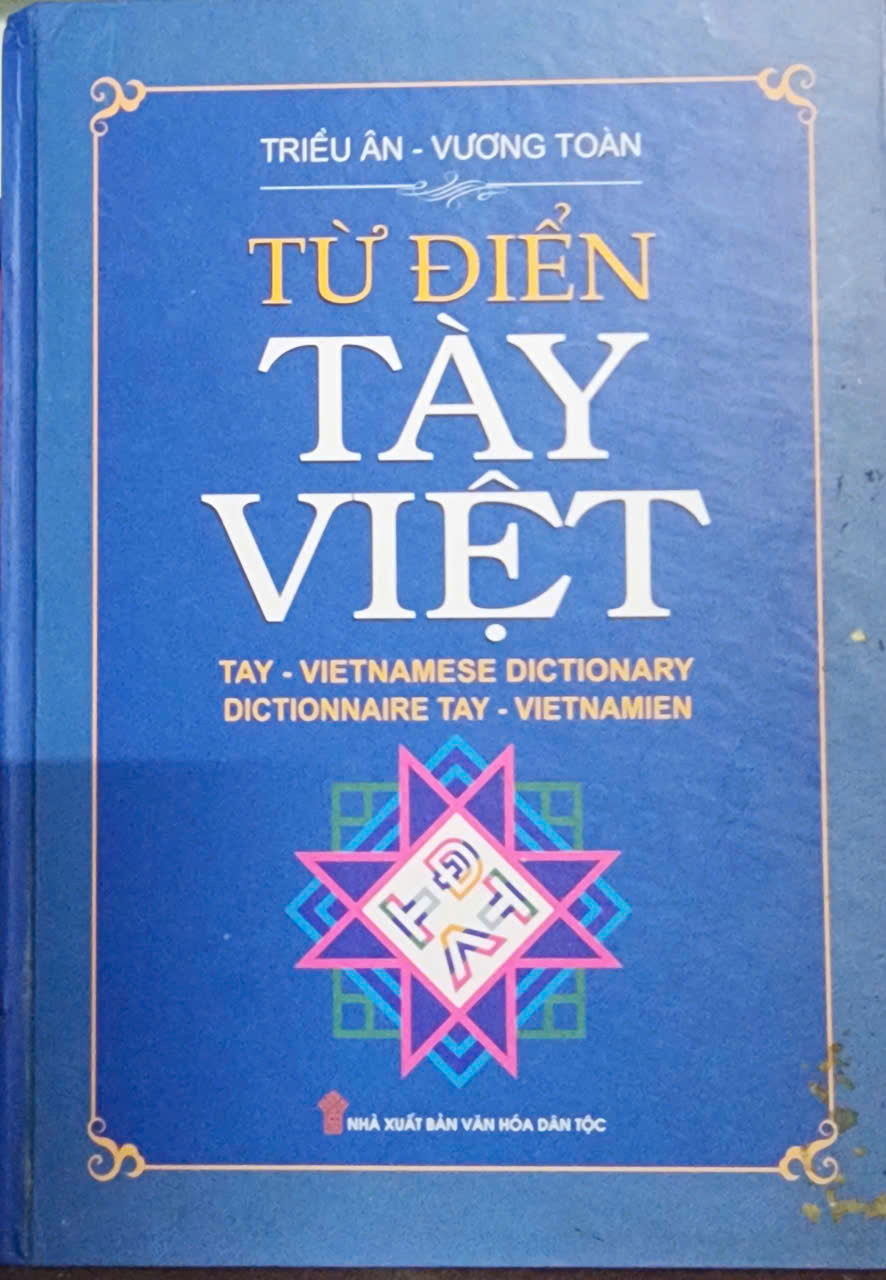 TRIỀU ÂN - VƯƠNG TOÀN
TỪ ĐIỂN
TÀY
VIỆT
TAY - VIETNAMESE DICTIONARY
DICTIONNAIRE TAY - VIETNAMIEN
T Đ T V
NHÀ XUẤT BẢN VĂN HÓA DÂN TỘC